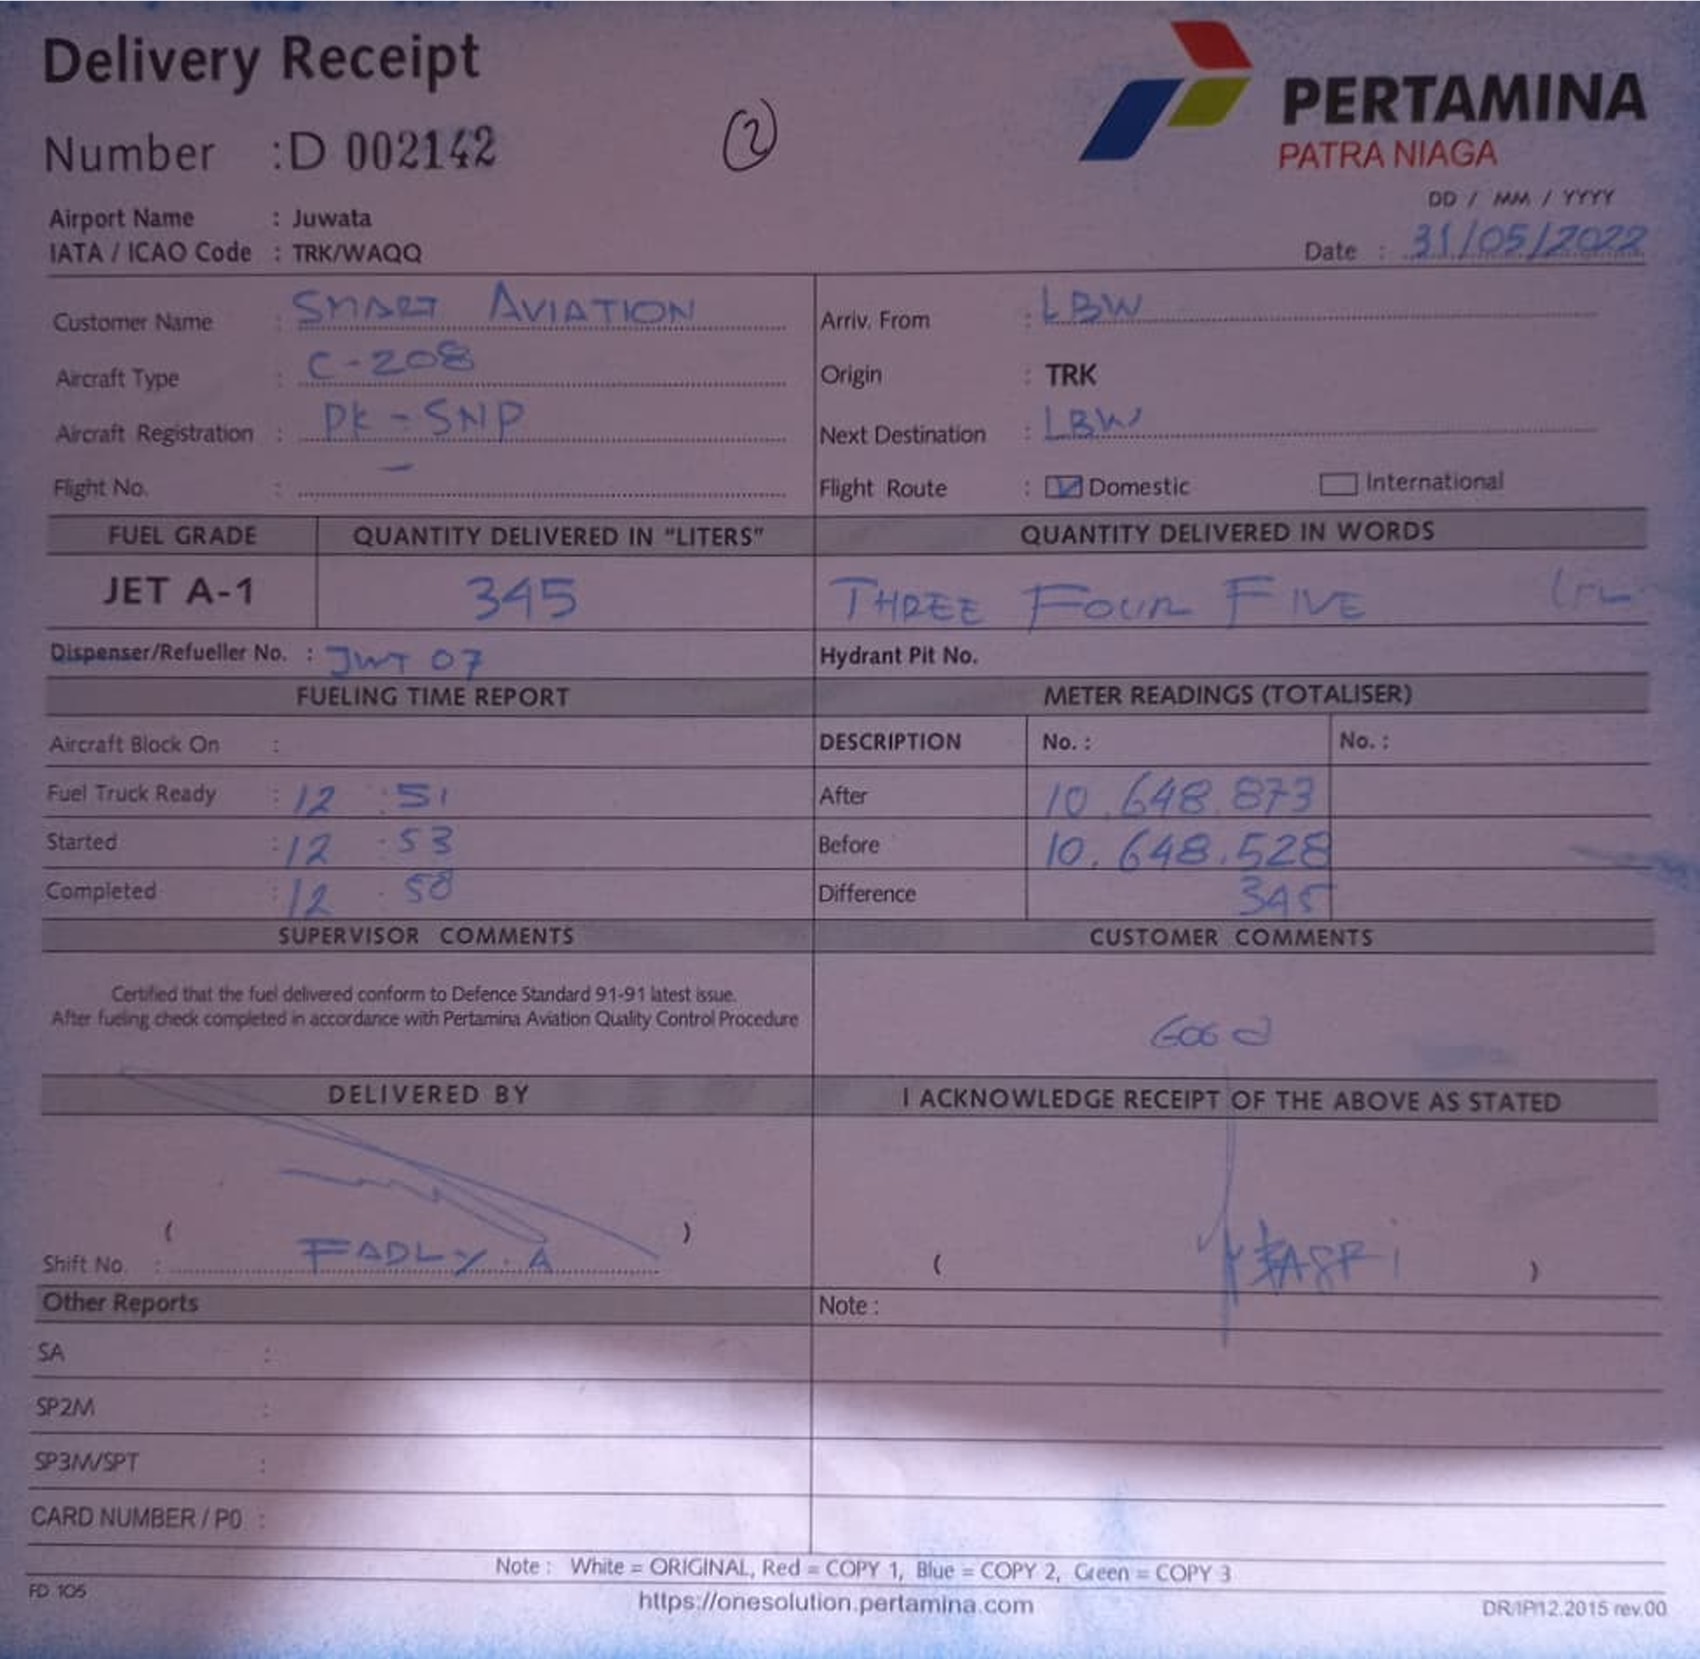 Delivery Receipt
PERTAMINA
PATRA NIAGA
Number : D 002142
2
DD / MM / YYYY
Airport Name : Juwata
IATA / ICAO Code : TRK/WAQQ
Date : 31/05/2022
Customer Name : SMART AVIATION
Arriv. From : LBW
Aircraft Type : C-208
Origin : TRK
Aircraft Registration : PK-SNP
Next Destination : LBW
Flight No. : -
Flight Route : Domestic International
FUEL GRADE QUANTITY DELIVERED IN "LITERS" QUANTITY DELIVERED IN WORDS
JET A-1 345 THREE FOUR FIVE
Dispenser/Refueller No. : JWT 07 Hydrant Pit No.
FUELING TIME REPORT METER READINGS (TOTALISER)
Aircraft Block On : DESCRIPTION No. : No. :
Fuel Truck Ready : 12 : 51 After 10.648.873
Started : 12 : 53 Before 10.648.528
Completed : 12 : 58 Difference 345
SUPERVISOR COMMENTS CUSTOMER COMMENTS
Certified that the fuel delivered conform to Defence Standard 91-91 latest issue.
After fueling check completed in accordance with Pertamina Aviation Quality Control Procedure
Good
DELIVERED BY I ACKNOWLEDGE RECEIPT OF THE ABOVE AS STATED
( )
Shift No. : FADLY. A
( )
Other Reports Note :
SA :
SP2M :
SP3M/SPT :
CARD NUMBER / PO :
Note : White = ORIGINAL, Red = COPY 1, Blue = COPY 2, Green = COPY 3
FD 105
https://onesolution.pertamina.com
DR/IP/12.2015 rev.00